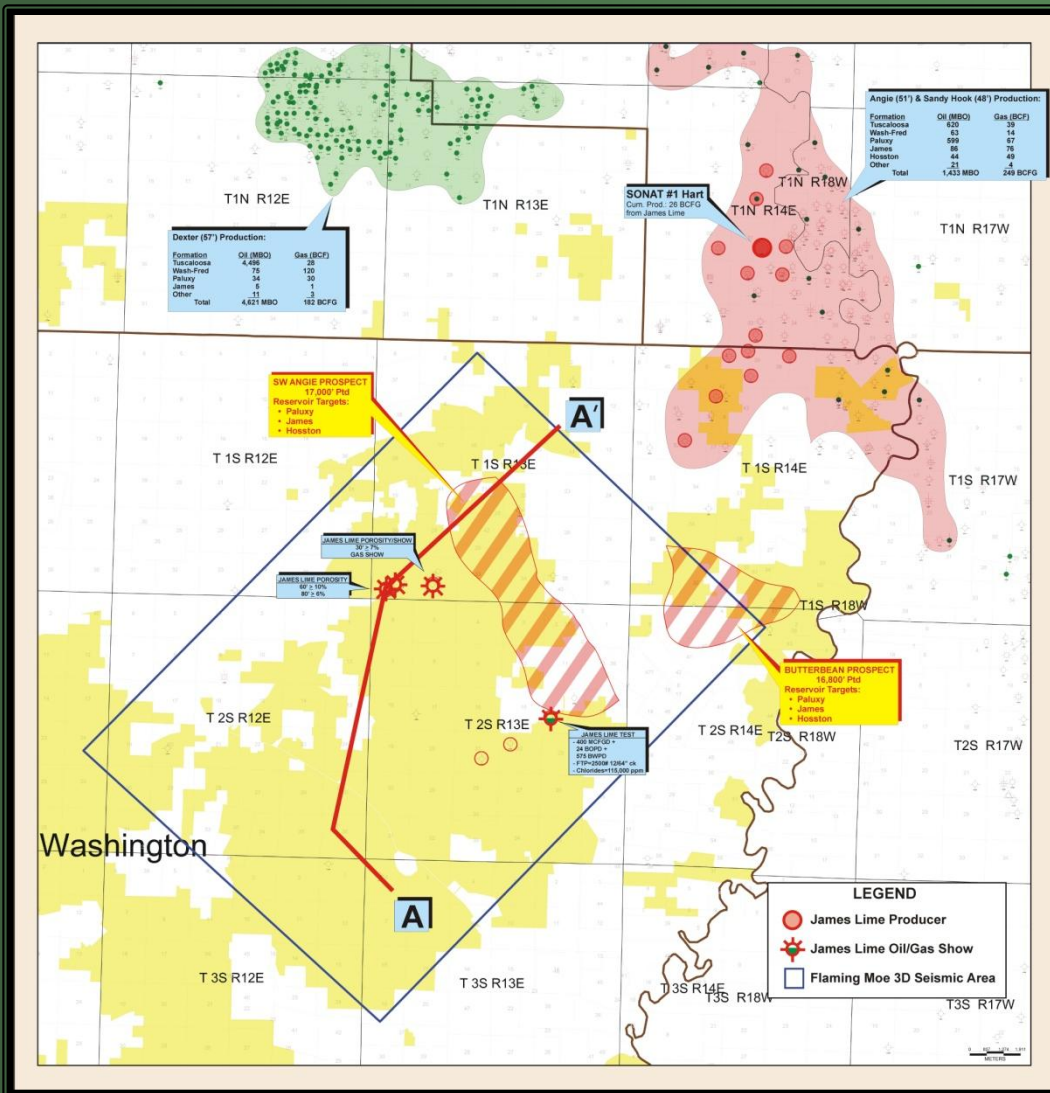 Angie (51') & Sandy Hook (48') Production:
Formation Oil (MBO) Gas (BCF)
Tuscaloosa 620 39
Wash-Fred 63 14
Paluxy 599 67
James 86 76
Hosston 44 49
Other 21 4
Total 1,433 MBO 249 BCFG
T1N R18W
SONAT #1 Hart
Cum. Prod.: 26 BCFG
from James Lime
T1N R12E
T1N R13E
T1N R14E
T1N R17W
Dexter (57') Production:
Formation Oil (MBO) Gas (BCF)
Tuscaloosa 4,496 28
Wash-Fred 75 120
Paluxy 34 30
James 5 1
Other 11 3
Total 4,621 MBO 182 BCFG
SW ANGIE PROSPECT
17,000' Ptd
Reservoir Targets:
• Paluxy
• James
• Hosston
A'
T 1S R12E
T 1S R13E
T 1S R14E
T1S R17W
JAMES LIME POROSITY/SHOW
30' ≥ 7%
GAS SHOW
JAMES LIME POROSITY
60' ≥ 10%
80' ≥ 6%
T1S R18W
BUTTERBEAN PROSPECT
16,800' Ptd
Reservoir Targets:
• Paluxy
• James
• Hosston
T 2S R12E
T 2S R13E
T 2S R14E
T2S R18W
T2S R17W
JAMES LIME TEST
- 400 MCFGD +
24 BOPD +
575 BWPD
- FTP=2500# 12/64" ck
- Chlorides=115,000 ppm
Washington
A
LEGEND
James Lime Producer
James Lime Oil/Gas Show
Flaming Moe 3D Seismic Area
T 3S R12E
T 3S R13E
T 3S R14E
T3S R18W
T3S R17W
METERS